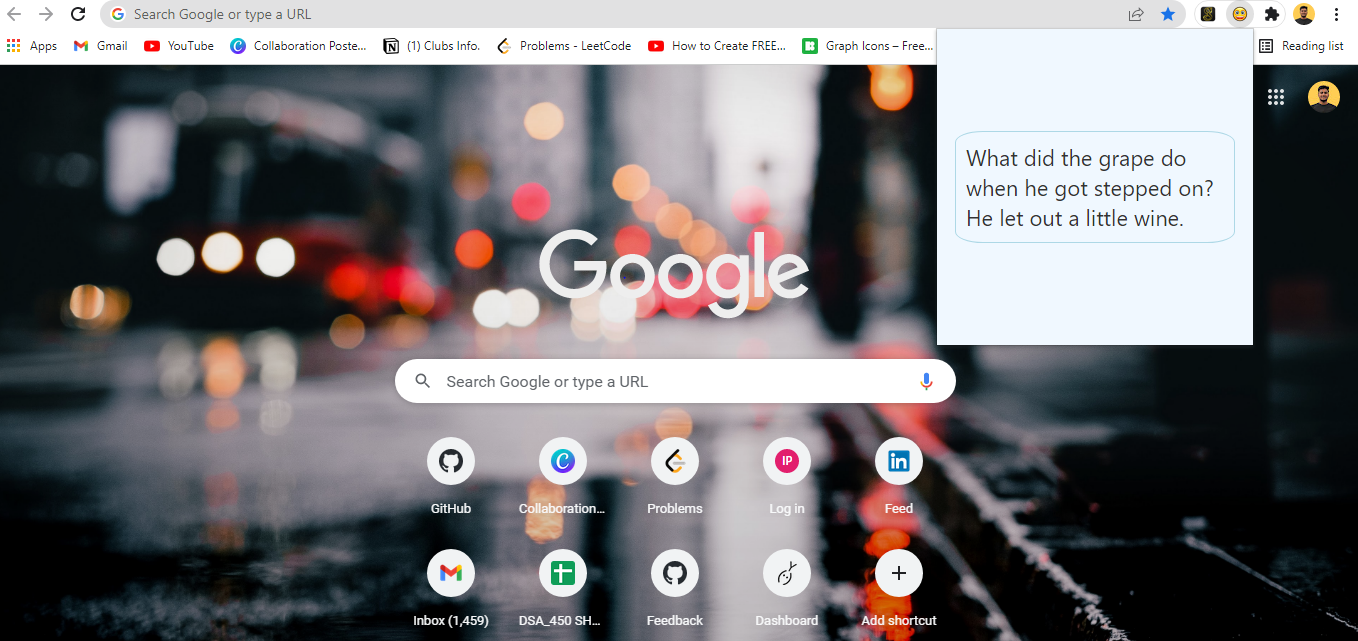 Search Google or type a URL
Apps
Gmail
YouTube
Collaboration Poste...
(1) Clubs Info.
Problems - LeetCode
How to Create FREE...
Graph Icons – Free...
Reading list
What did the grape do
when he got stepped on?
He let out a little wine.
Google
Search Google or type a URL
GitHub
Collaboration...
Problems
IP
Log in
in
Feed
Inbox (1,459)
DSA_450 SH...
Feedback
Dashboard
Add shortcut